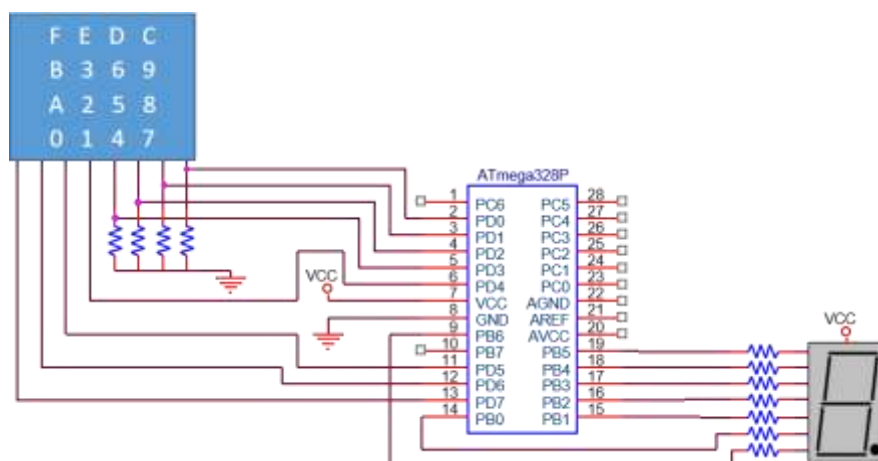 F E D C
B 3 6 9
A 2 5 8
0 1 4 7
ATmega328P
1 PC6 PC5 28
2 PD0 PC4 27
3 PD1 PC3 26
4 PD2 PC2 25
5 PD3 PC1 24
6 PD4 PC0 23
VCC
7 VCC AGND 22
8 GND AREF 21
9 PB6 AVCC 20
VCC
10 PB7 PB5 19
11 PD5 PB4 18
12 PD6 PB3 17
13 PD7 PB2 16
14 PB0 PB1 15